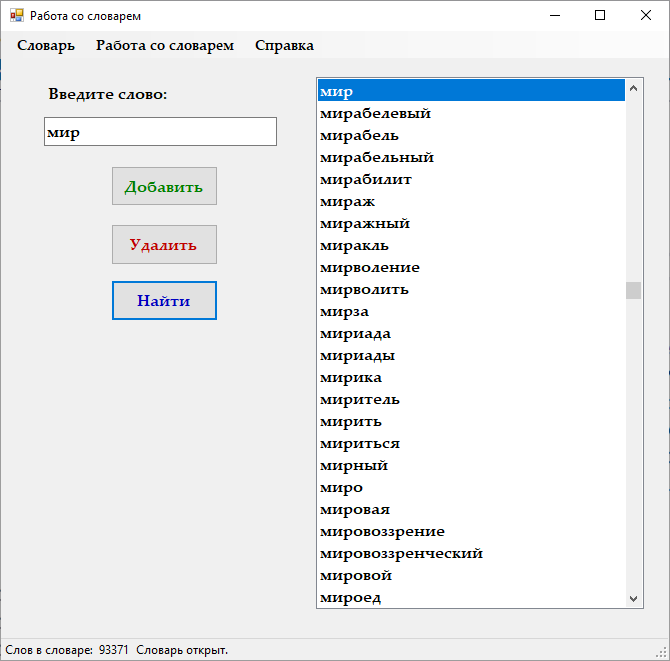 Работа со словарем
Словарь Работа со словарем Справка
Введите слово:
мир
Добавить
Удалить
Найти
мир
мирабелевый
мирабель
мирабельный
мирабилит
мираж
миражный
миракль
мирволение
мирволить
мирза
мириада
мириады
мирика
миритель
мирить
мириться
мирный
миро
мировая
мировоззрение
мировоззренческий
мировой
мироед
Слов в словаре: 93371 Словарь открыт.